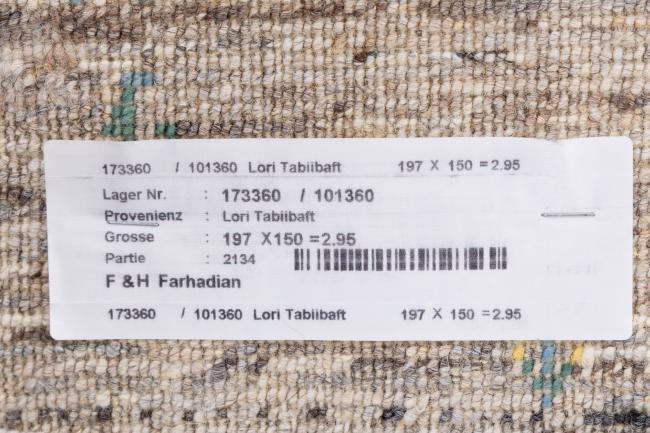 173360 / 101360 Lori Tabiibaft 197 X 150 =2.95
Lager Nr. : 173360 / 101360
Provenienz : Lori Tabiibaft
Grosse : 197 X150 =2.95
Partie : 2134
F &H Farhadian
173360 / 101360 Lori Tabiibaft 197 X 150 =2.95